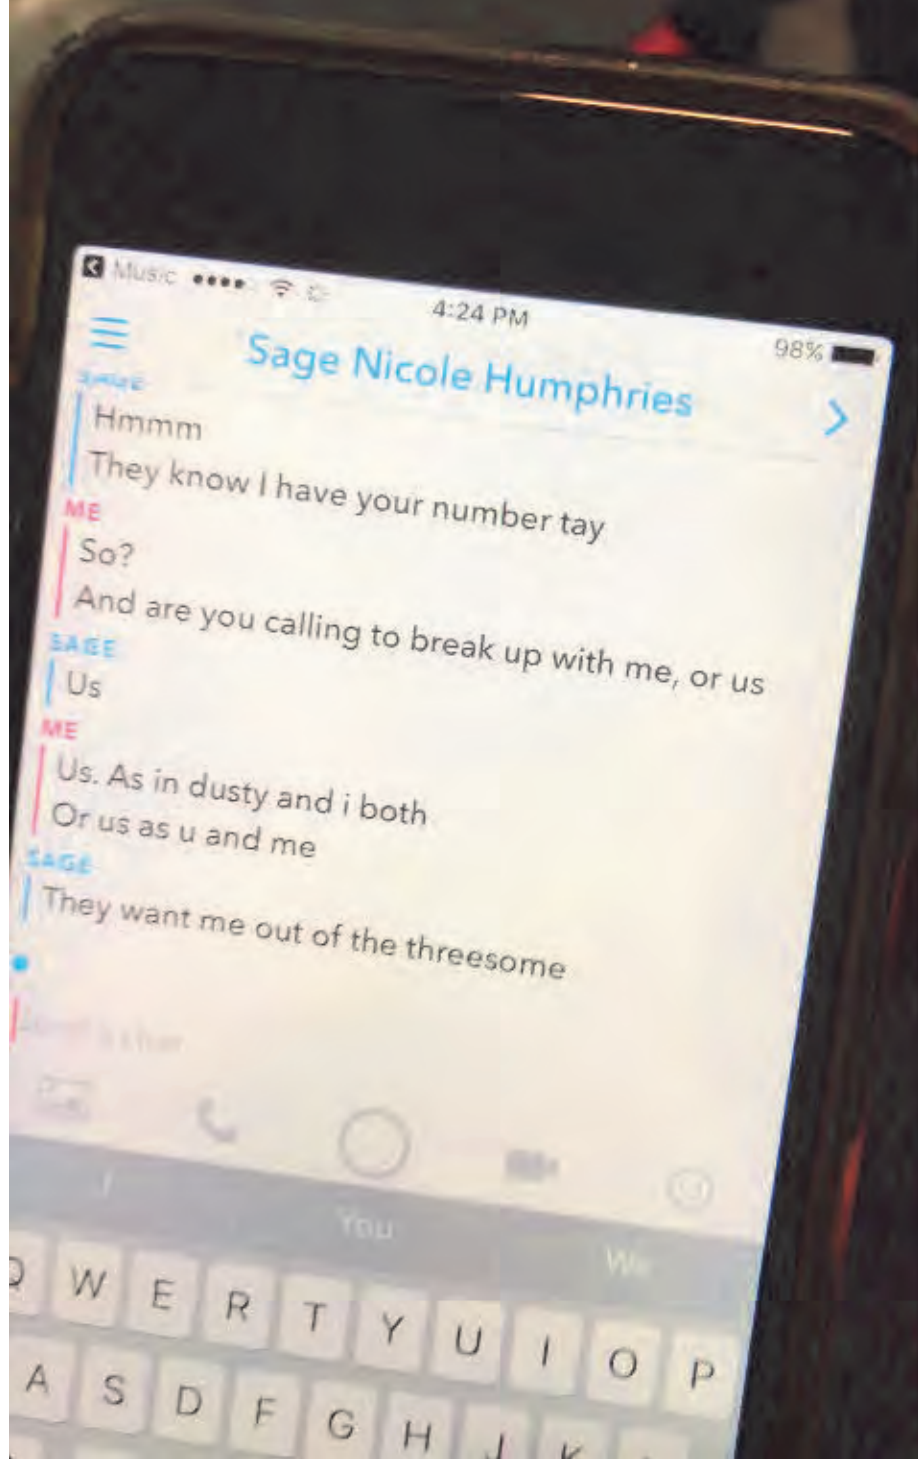 Music
4:24 PM
98%
Sage Nicole Humphries
SAGE
Hmmm
They know I have your number tay
ME
So?
And are you calling to break up with me, or us
SAGE
Us
ME
Us. As in dusty and i both
Or us as u and me
SAGE
They want me out of the threesome
I You We
W E R T Y U I O P
A S D F G H J K